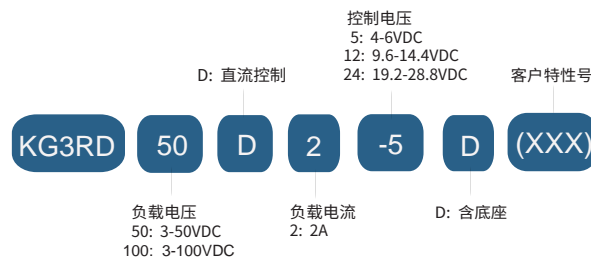 控制电压
5: 4-6VDC
12: 9.6-14.4VDC
24: 19.2-28.8VDC
D: 直流控制
客户特性号
KG3RD 50 D 2 -5 D (XXX)
负载电压
50: 3-50VDC
100: 3-100VDC
负载电流
2: 2A
D: 含底座